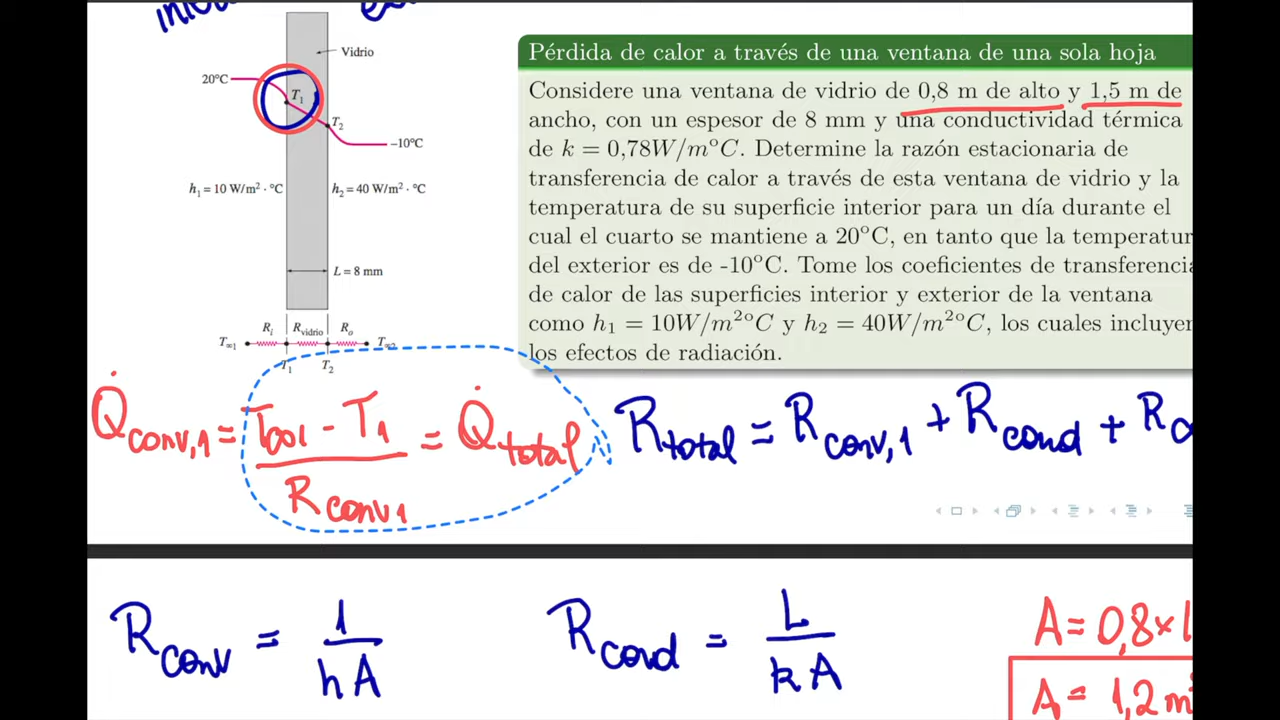 Vidrio
20°C
T1
T2
−10°C
h1 = 10 W/m² · °C
h2 = 40 W/m² · °C
L = 8 mm
Ri Rvidrio Ro
T∞1 T∞2
T1 T2
Pérdida de calor a través de una ventana de una sola hoja
Considere una ventana de vidrio de 0,8 m de alto y 1,5 m de
ancho, con un espesor de 8 mm y una conductividad térmica
de k = 0,78W/m°C. Determine la razón estacionaria de
transferencia de calor a través de esta ventana de vidrio y la
temperatura de su superficie interior para un día durante el
cual el cuarto se mantiene a 20°C, en tanto que la temperatur
del exterior es de -10°C. Tome los coeficientes de transferencia
de calor de las superficies interior y exterior de la ventana
como h1 = 10W/m²°C y h2 = 40W/m²°C, los cuales incluyen
los efectos de radiación.
Q̇conv,1 = T∞1 − T1 / Rconv1 = Q̇total
Rtotal = Rconv,1 + Rcond + Rco
Rconv = 1 / hA
Rcond = L / kA
A = 0,8 × 1
A = 1,2 m